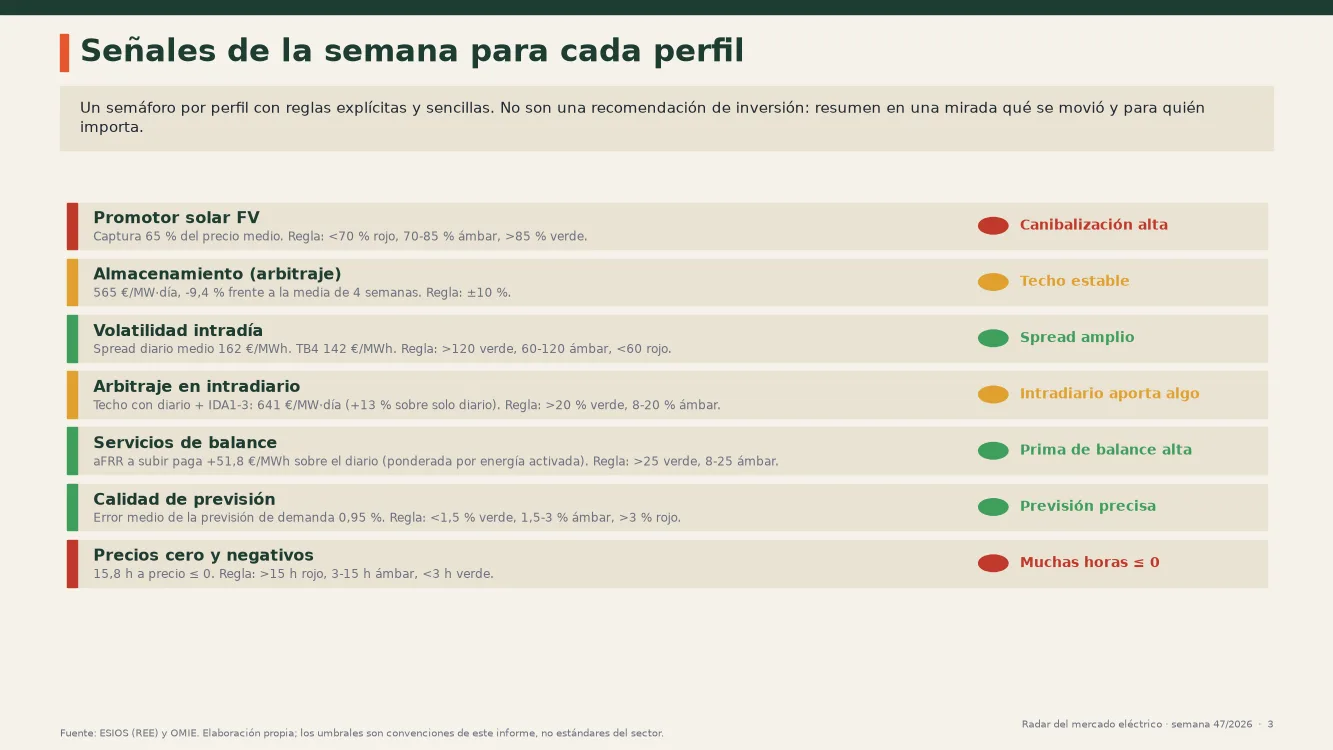 Señales de la semana para cada perfil
Un semáforo por perfil con reglas explícitas y sencillas. No son una recomendación de inversión: resumen en una mirada qué se movió y para quién
importa.
Promotor solar FV
Captura 65 % del precio medio. Regla: <70 % rojo, 70-85 % ámbar, >85 % verde.
Canibalización alta
Almacenamiento (arbitraje)
565 €/MW·día, -9,4 % frente a la media de 4 semanas. Regla: ±10 %.
Techo estable
Volatilidad intradía
Spread diario medio 162 €/MWh. TB4 142 €/MWh. Regla: >120 verde, 60-120 ámbar, <60 rojo.
Spread amplio
Arbitraje en intradiario
Techo con diario + IDA1-3: 641 €/MW·día (+13 % sobre solo diario). Regla: >20 % verde, 8-20 % ámbar.
Intradiario aporta algo
Servicios de balance
aFRR a subir paga +51,8 €/MWh sobre el diario (ponderada por energía activada). Regla: >25 verde, 8-25 ámbar.
Prima de balance alta
Calidad de previsión
Error medio de la previsión de demanda 0,95 %. Regla: <1,5 % verde, 1,5-3 % ámbar, >3 % rojo.
Previsión precisa
Precios cero y negativos
15,8 h a precio ≤ 0. Regla: >15 h rojo, 3-15 h ámbar, <3 h verde.
Muchas horas ≤ 0
Fuente: ESIOS (REE) y OMIE. Elaboración propia; los umbrales son convenciones de este informe, no estándares del sector.
Radar del mercado eléctrico · semana 47/2026 · 3